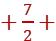 + 7/2 +